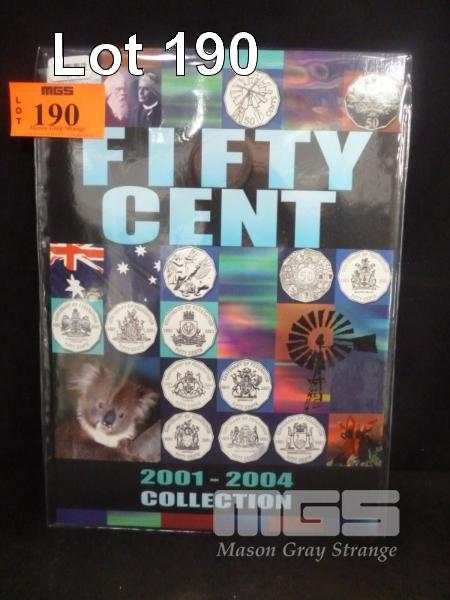 Lot 190
MGS
LOT
190
Mason Gray Strange
50
50
FIFTY
CENT
2001 - 2004
COLLECTION
MGS
Mason Gray Strange